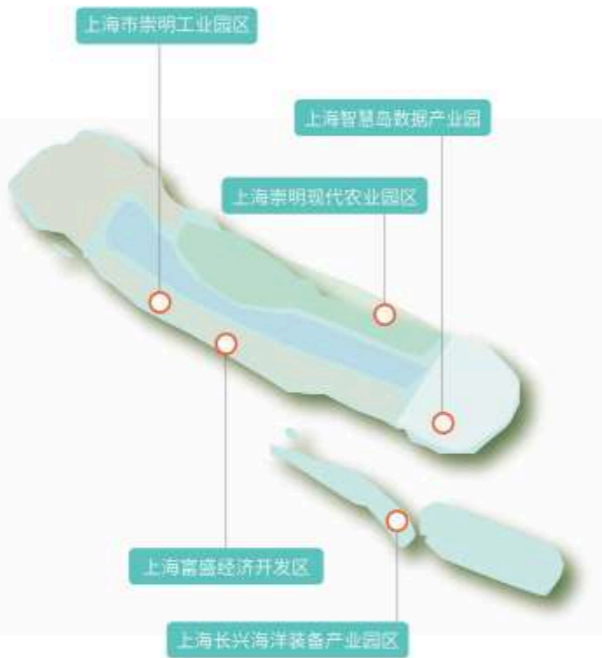 上海市崇明工业园区
上海智慧岛数据产业园
上海崇明现代农业园区
上海富盛经济开发区
上海长兴海洋装备产业园区